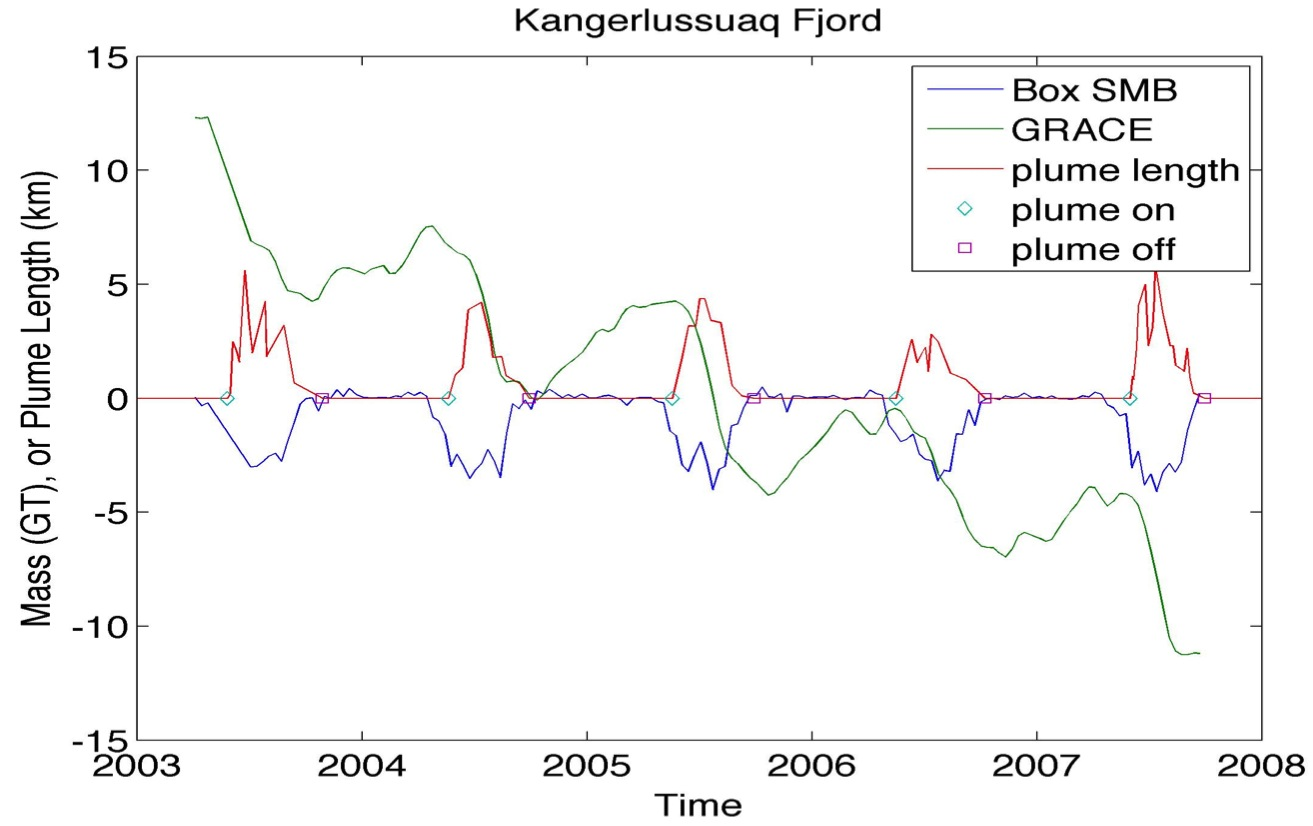 Kangerlussuaq Fjord
Box SMB
GRACE
plume length
plume on
plume off
Mass (GT), or Plume Length (km)
15
10
5
0
-5
-10
-15
2003 2004 2005 2006 2007 2008
Time